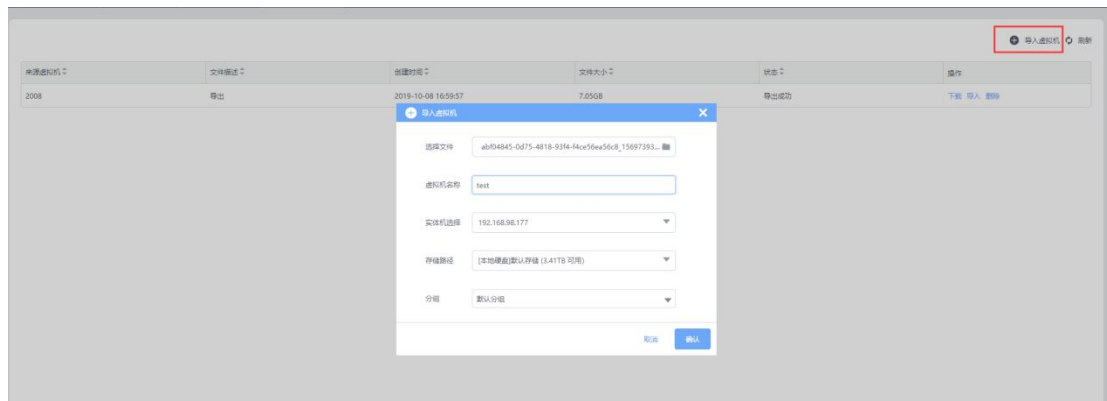 导入虚拟机 刷新
来源虚拟机 文件描述 创建时间 文件大小 状态 操作
2008 导出 2019-10-08 16:59:57 7.05GB 导出成功 下载 导入 删除
导入虚拟机
选择文件 abf04845-0d75-4818-93f4-f4ce56ea56c8_15697393...
虚拟机名称 test
实体机选择 192.168.98.177
存储路径 [本地硬盘]默认存储 (3.41TB 可用)
分组 默认分组
取消 确认